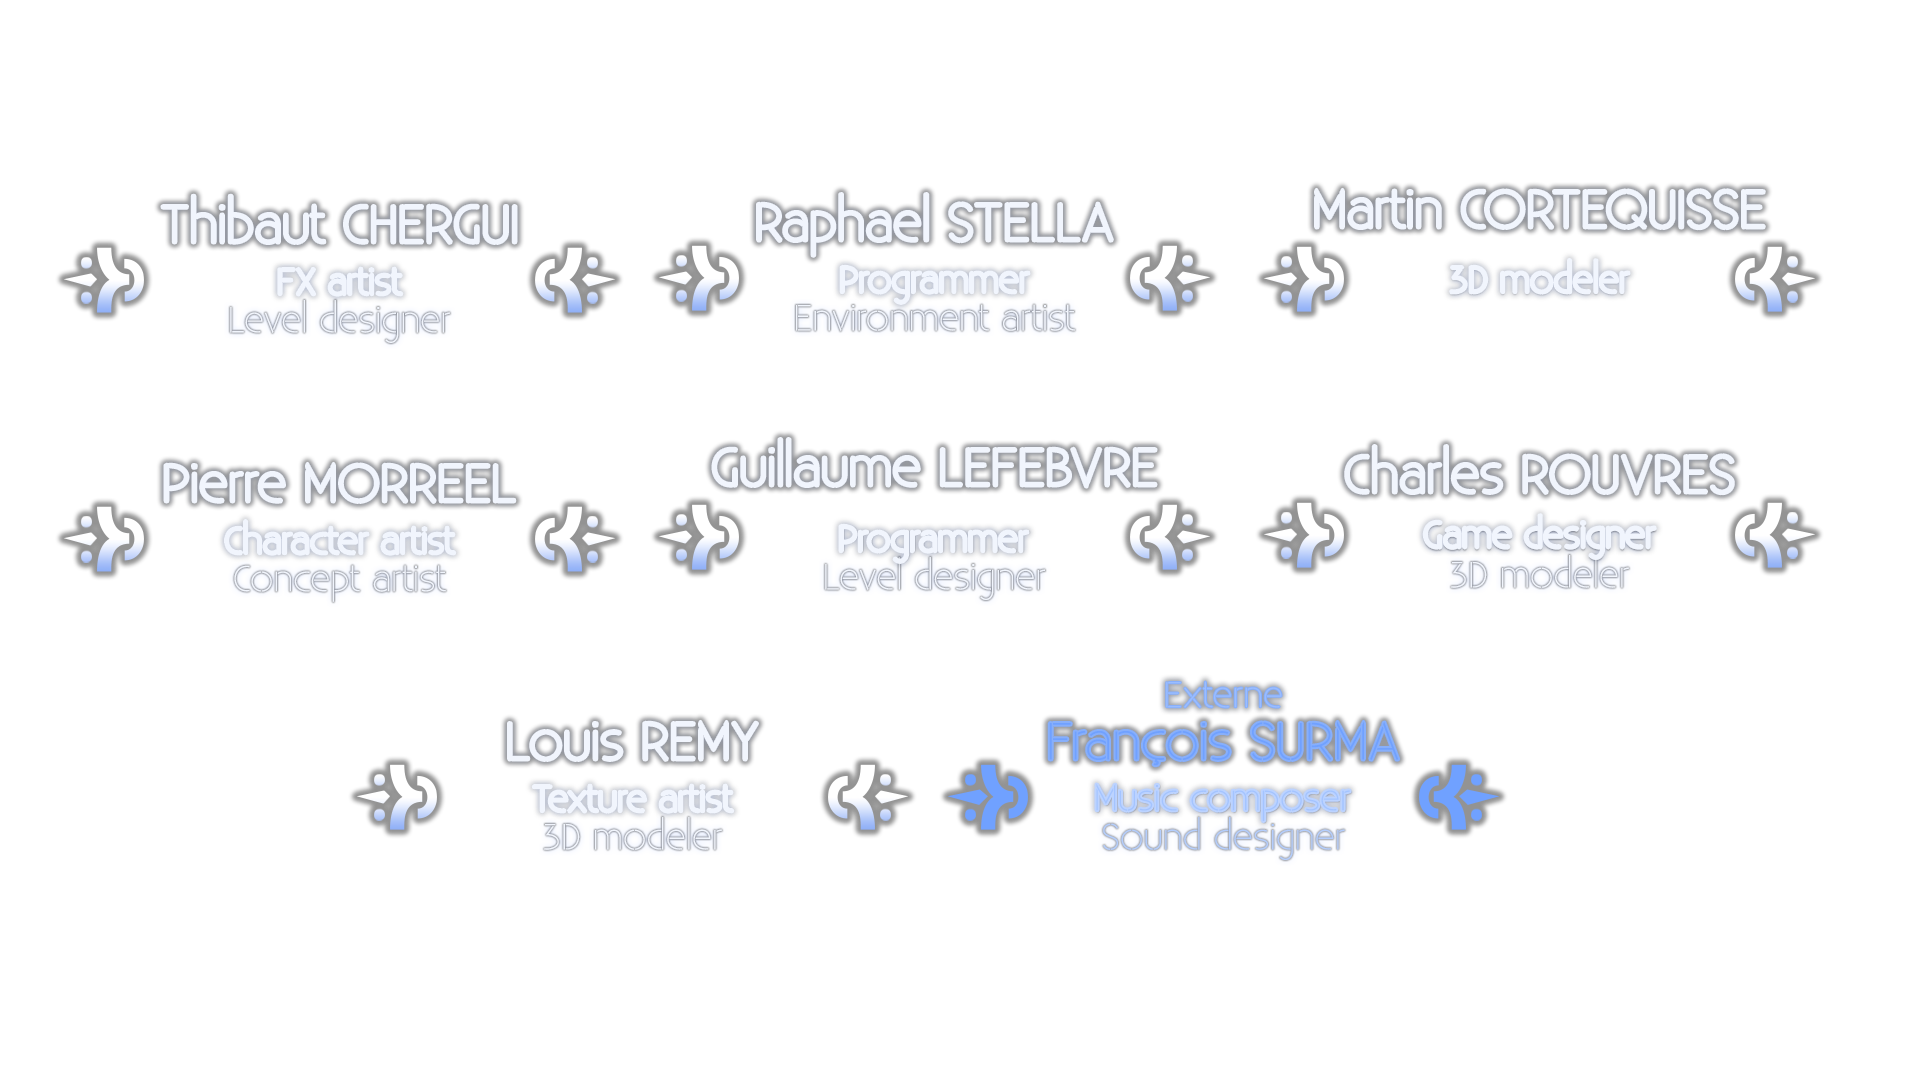 Thibaut CHERGUI
FX artist
Level designer
Raphael STELLA
Programmer
Environment artist
Martin CORTEQUISSE
3D modeler
Pierre MORREEL
Character artist
Concept artist
Guillaume LEFEBVRE
Programmer
Level designer
Charles ROUVRES
Game designer
3D modeler
Louis REMY
Texture artist
3D modeler
Externe
François SURMA
Music composer
Sound designer